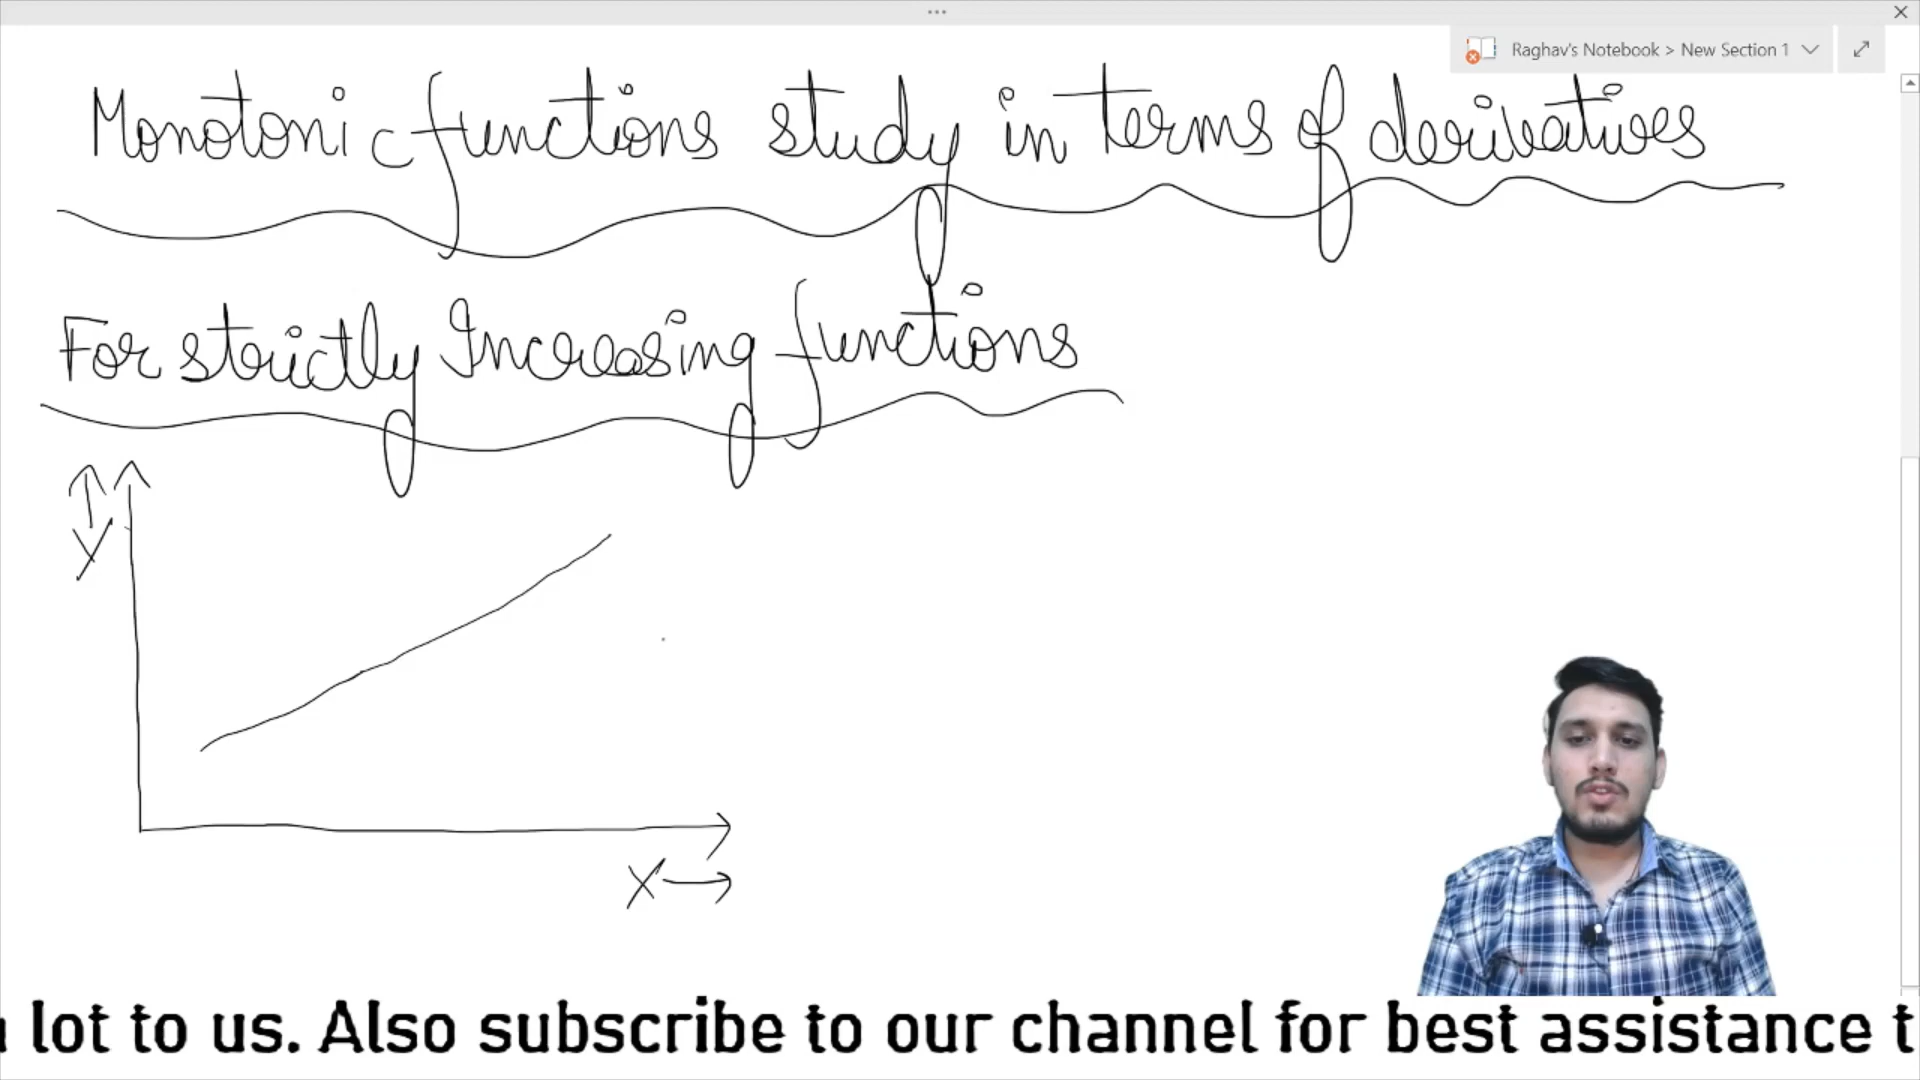 Raghav's Notebook > New Section 1
Monotonic functions study in terms of derivatives
For strictly Increasing functions
Y
X
lot to us. Also subscribe to our channel for best assistance t